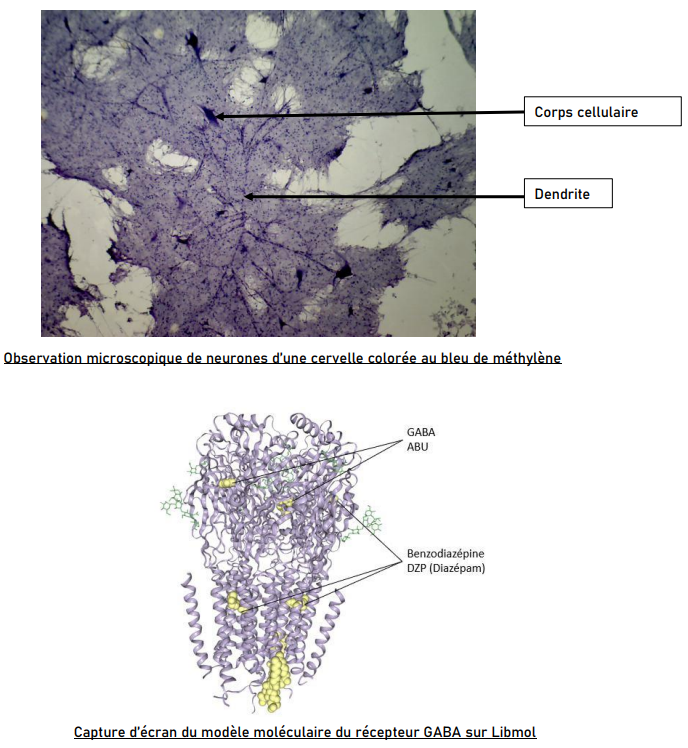 Corps cellulaire
Dendrite
Observation microscopique de neurones d'une cervelle colorée au bleu de méthylène
GABA
ABU
Benzodiazépine
DZP (Diazépam)
Capture d'écran du modèle moléculaire du récepteur GABA sur Libmol